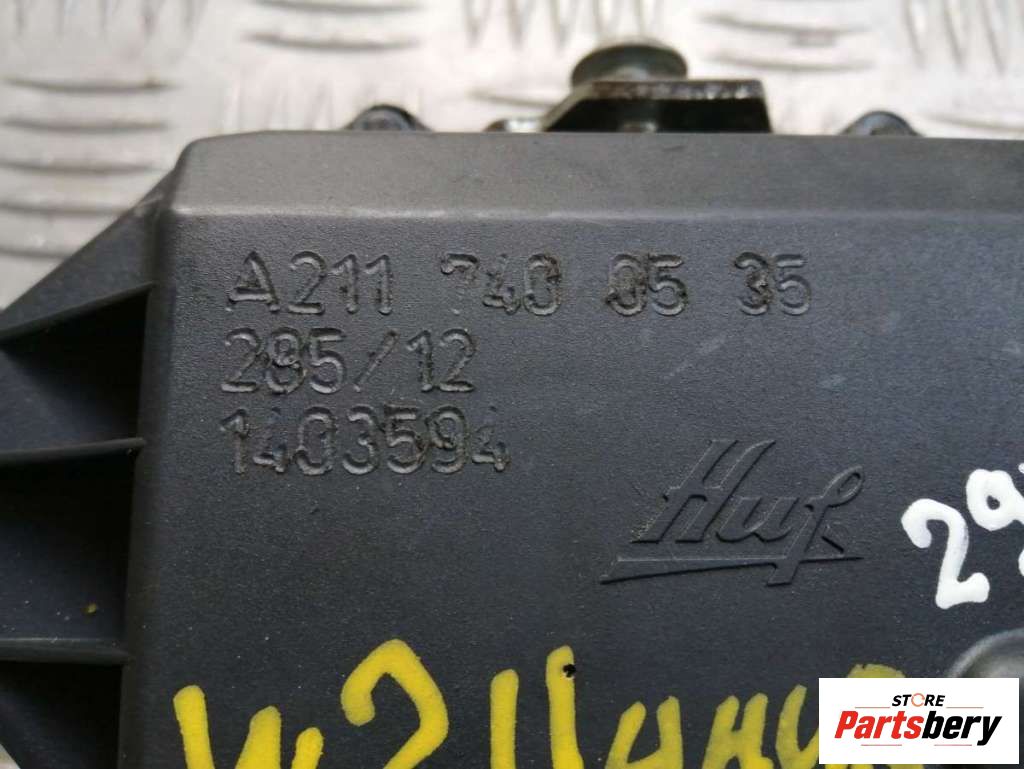 A211 740 05 35
285/12
1403594
Huf
STORE
Partsbery